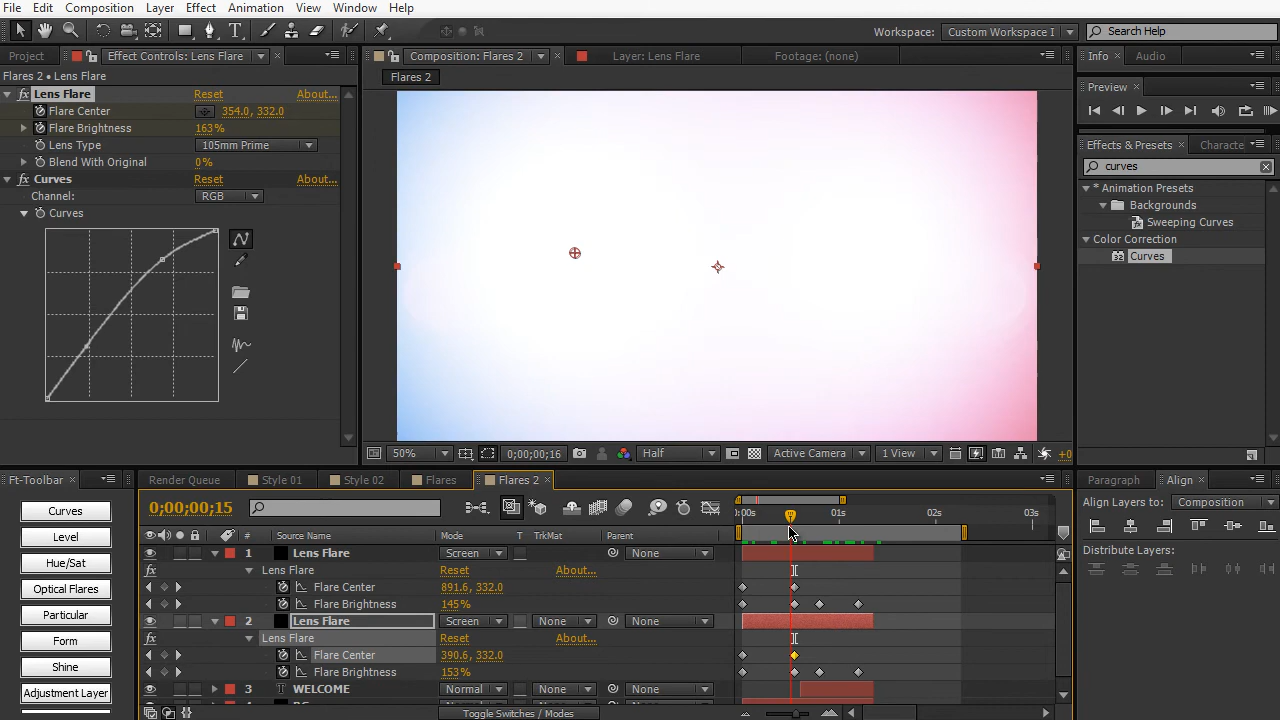 File Edit Composition Layer Effect Animation View Window Help
Workspace: Custom Workspace I Search Help
Project Effect Controls: Lens Flare Composition: Flares 2 Layer: Lens Flare Footage: (none) Info Audio
Flares 2 • Lens Flare Flares 2
Preview
fx Lens Flare Reset About...
Flare Center 354.0, 332.0
Flare Brightness 163%
Lens Type 105mm Prime
Blend With Original 0%
fx Curves Reset About...
Channel: RGB
Curves
Effects & Presets Characte
curves
* Animation Presets
Backgrounds
Sweeping Curves
Color Correction
Curves
50% 0;00;00;16 Half Active Camera 1 View +0
Ft-Toolbar Render Queue Style 01 Style 02 Flares Flares 2 Paragraph Align
Curves
Level
Hue/Sat
Optical Flares
Particular
Form
Shine
Adjustment Layer
0;00;00;15 0:00s 01s 02s 03s
Align Layers to: Composition
Distribute Layers:
# Source Name Mode T TrkMat Parent
1 Lens Flare Screen None
fx Lens Flare Reset About...
Flare Center 891.6, 332.0
Flare Brightness 145%
2 Lens Flare Screen None None
fx Lens Flare Reset About...
Flare Center 390.6, 332.0
Flare Brightness 153%
3 T WELCOME Normal None None
Toggle Switches / Modes